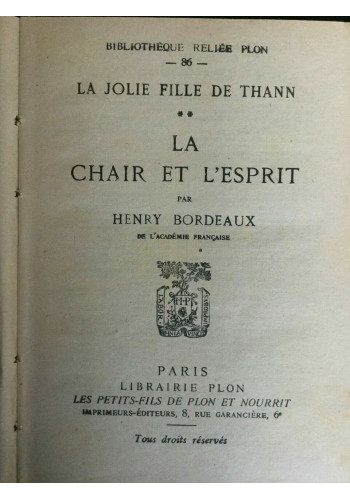 BIBLIOTHÈQUE RELIÉE PLON
— 86 —
LA JOLIE FILLE DE THANN
**
LA
CHAIR ET L'ESPRIT
PAR
HENRY BORDEAUX
DE L'ACADÉMIE FRANÇAISE
LABOR
H P
PARIS
LIBRAIRIE PLON
LES PETITS-FILS DE PLON ET NOURRIT
IMPRIMEURS-ÉDITEURS, 8, RUE GARANCIÈRE, 6e
Tous droits réservés